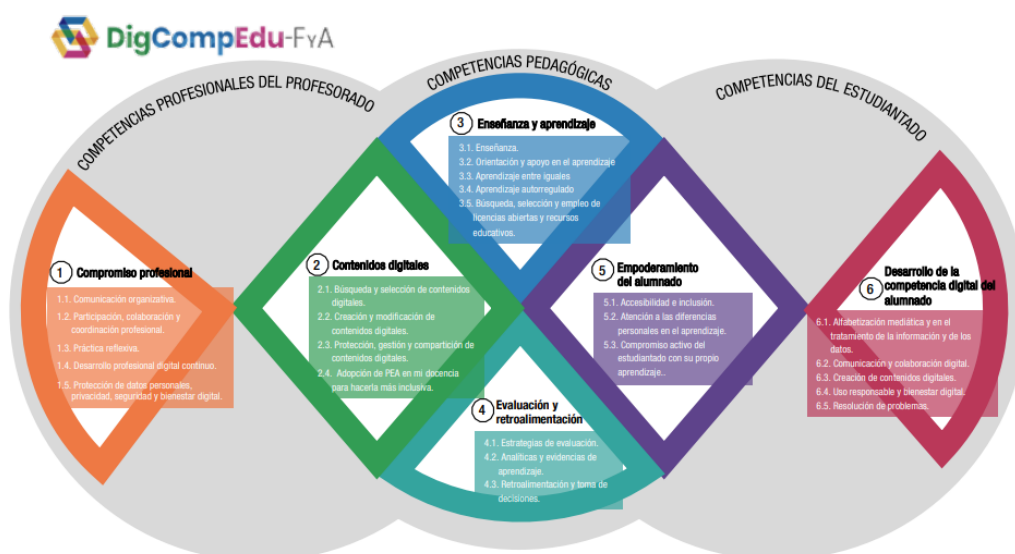 DigCompEdu-FYA
COMPETENCIAS PROFESIONALES DEL PROFESORADO
COMPETENCIAS PEDAGÓGICAS
COMPETENCIAS DEL ESTUDIANTADO
1 Compromiso profesional
1.1. Comunicación organizativa.
1.2. Participación, colaboración y
coordinación profesional.
1.3. Práctica reflexiva.
1.4. Desarrollo profesional digital continuo.
1.5. Protección de datos personales,
privacidad, seguridad y bienestar digital.
2 Contenidos digitales
2.1. Búsqueda y selección de contenidos
digitales.
2.2. Creación y modificación de
contenidos digitales.
2.3. Protección, gestión y compartición de
contenidos digitales.
2.4. Adopción de PEA en mi docencia
para hacerla más inclusiva.
3 Enseñanza y aprendizaje
3.1. Enseñanza.
3.2. Orientación y apoyo en el aprendizaje
3.3. Aprendizaje entre iguales
3.4. Aprendizaje autorregulado
3.5. Búsqueda, selección y empleo de
licencias abiertas y recursos
educativos.
4 Evaluación y
retroalimentación
4.1. Estrategias de evaluación.
4.2. Analíticas y evidencias de
aprendizaje.
4.3. Retroalimentación y toma de
decisiones.
5 Empoderamiento
del alumnado
5.1. Accesibilidad e inclusión.
5.2. Atención a las diferencias
personales en el aprendizaje.
5.3. Compromiso activo del
estudiantado con su propio
aprendizaje..
6 Desarrollo de la
competencia digital del
alumnado
6.1. Alfabetización mediática y en el
tratamiento de la información y de los
datos.
6.2. Comunicación y colaboración digital.
6.3. Creación de contenidos digitales.
6.4. Uso responsable y bienestar digital.
6.5. Resolución de problemas.